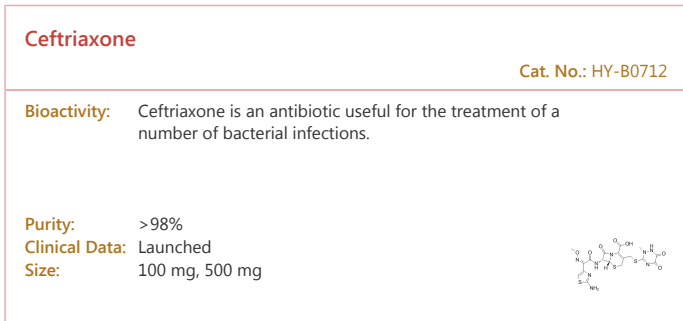 Ceftriaxone
Cat. No.: HY-B0712
Bioactivity: Ceftriaxone is an antibiotic useful for the treatment of a
number of bacterial infections.
Purity: >98%
Clinical Data: Launched
Size: 100 mg, 500 mg